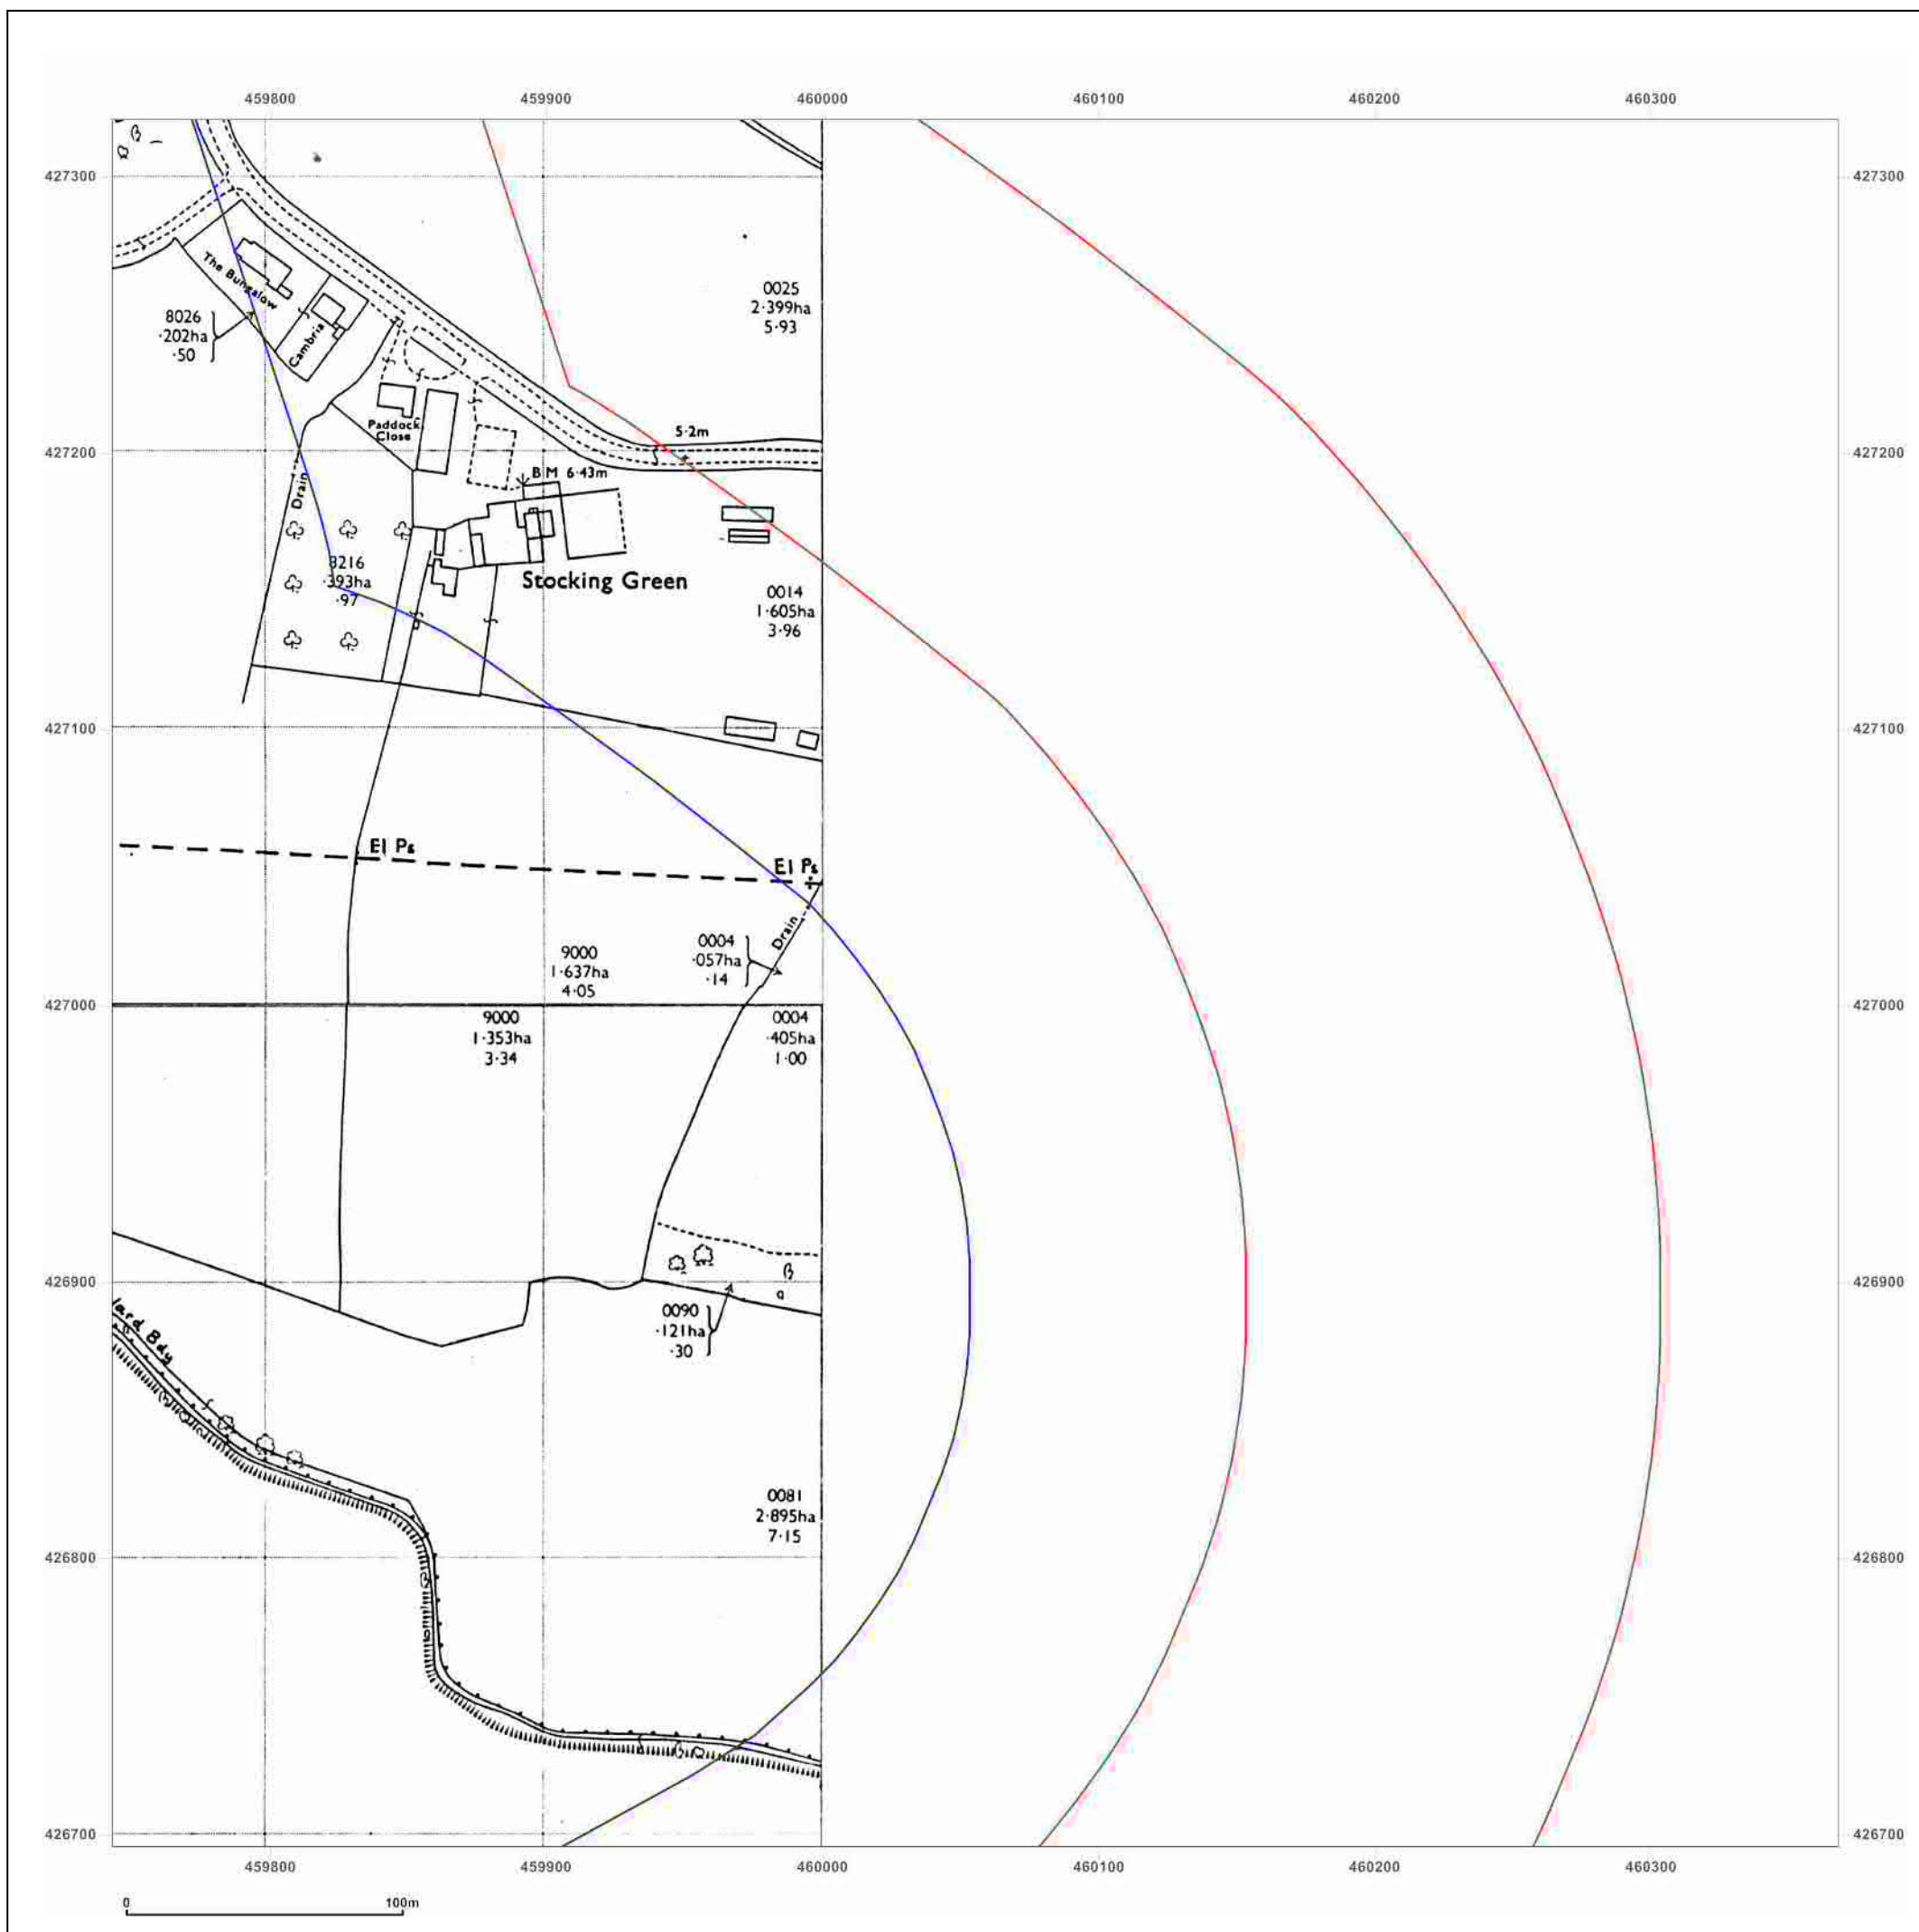 459800 459900 460000 460100 460200 460300
427300 427300
The Bungalow
Cambria
8026
·202ha
·50
0025
2·399ha
5·93
Paddock
Close
5·2m
427200 427200
B M 6·43m
Drain
8216
·393ha
·97
Stocking Green
0014
1·605ha
3·96
427100 427100
El Ps
El Ps
Drain
9000
1·637ha
4·05
0004
·057ha
·14
427000 427000
9000
1·353ha
3·34
0004
·405ha
1·00
426900 426900
0090
·121ha
·30
Ward Bdy
0081
2·895ha
7·15
426800 426800
426700 426700
459800 459900 460000 460100 460200 460300
0 100m